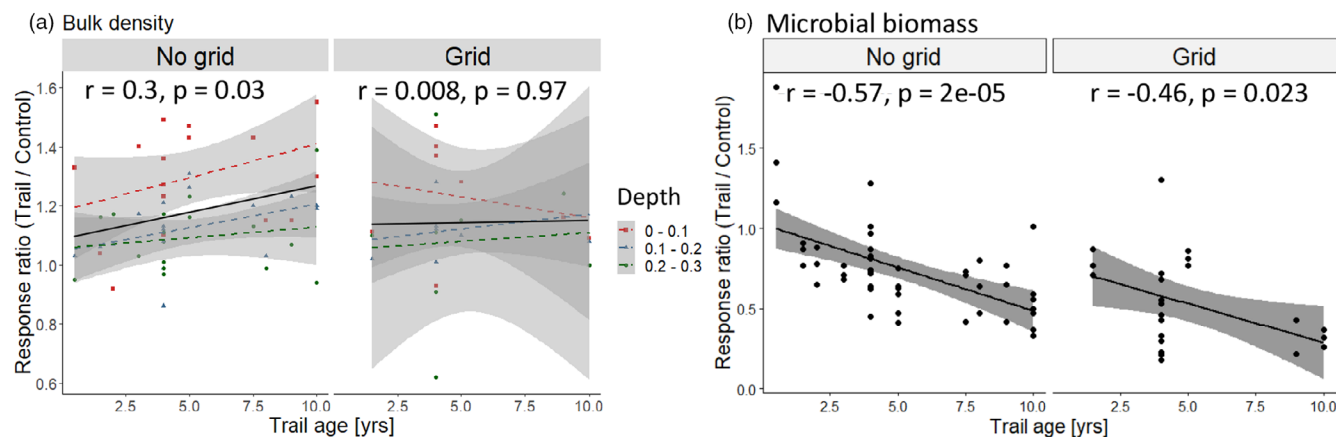 (a) Bulk density
No grid
Grid
r = 0.3, p = 0.03
r = 0.008, p = 0.97
Response ratio (Trail / Control)
1.6
1.4
1.2
1.0
0.8
0.6
2.5 5.0 7.5 10.0
2.5 5.0 7.5 10.0
Trail age [yrs]
Depth
0 - 0.1
0.1 - 0.2
0.2 - 0.3
(b) Microbial biomass
No grid
Grid
r = -0.57, p = 2e-05
r = -0.46, p = 0.023
Response ratio (Trail / Control)
1.5
1.0
0.5
0.0
2.5 5.0 7.5 10.0
2.5 5.0 7.5 10.0
Trail age [yrs]